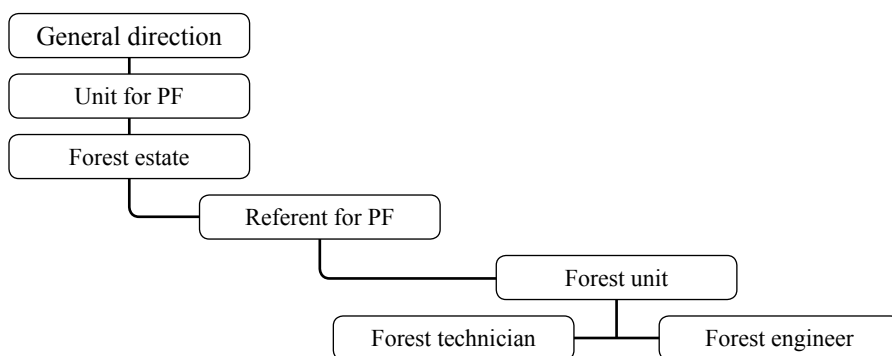 General direction
Unit for PF
Forest estate
Referent for PF
Forest unit
Forest technician
Forest engineer